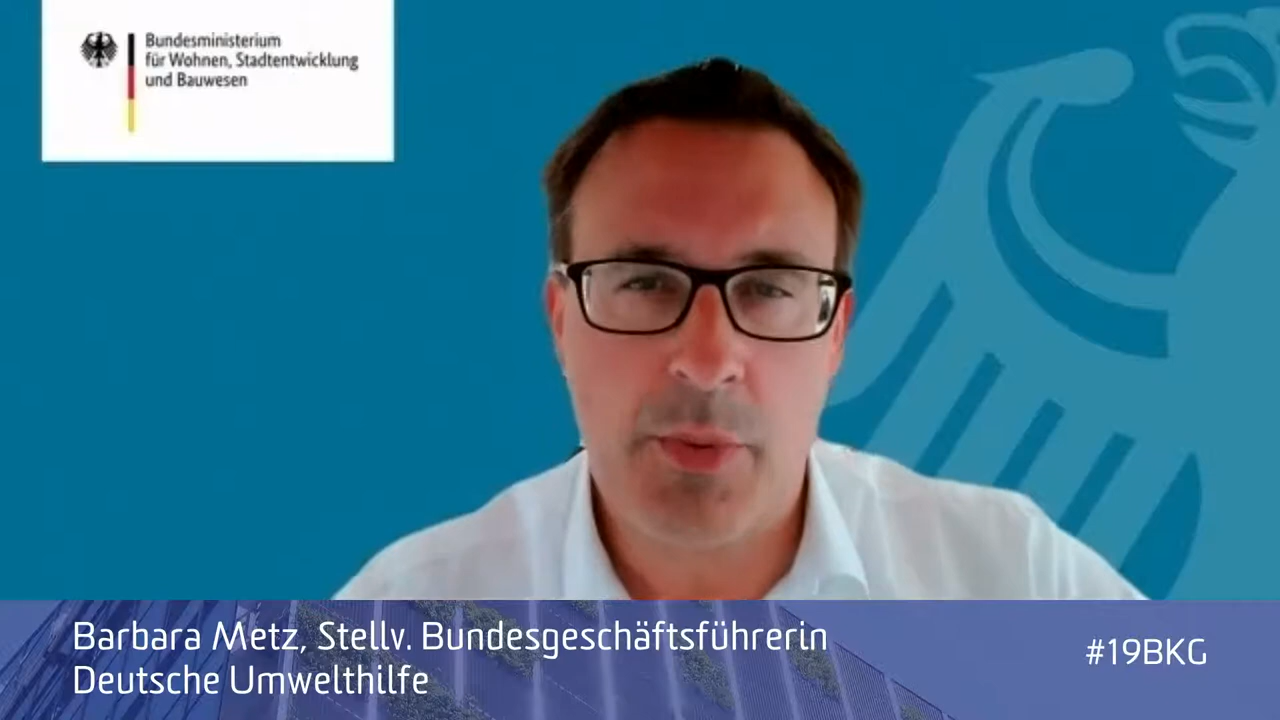 Bundesministerium
für Wohnen, Stadtentwicklung
und Bauwesen
Barbara Metz, Stellv. Bundesgeschäftsführerin
Deutsche Umwelthilfe
#19BKG